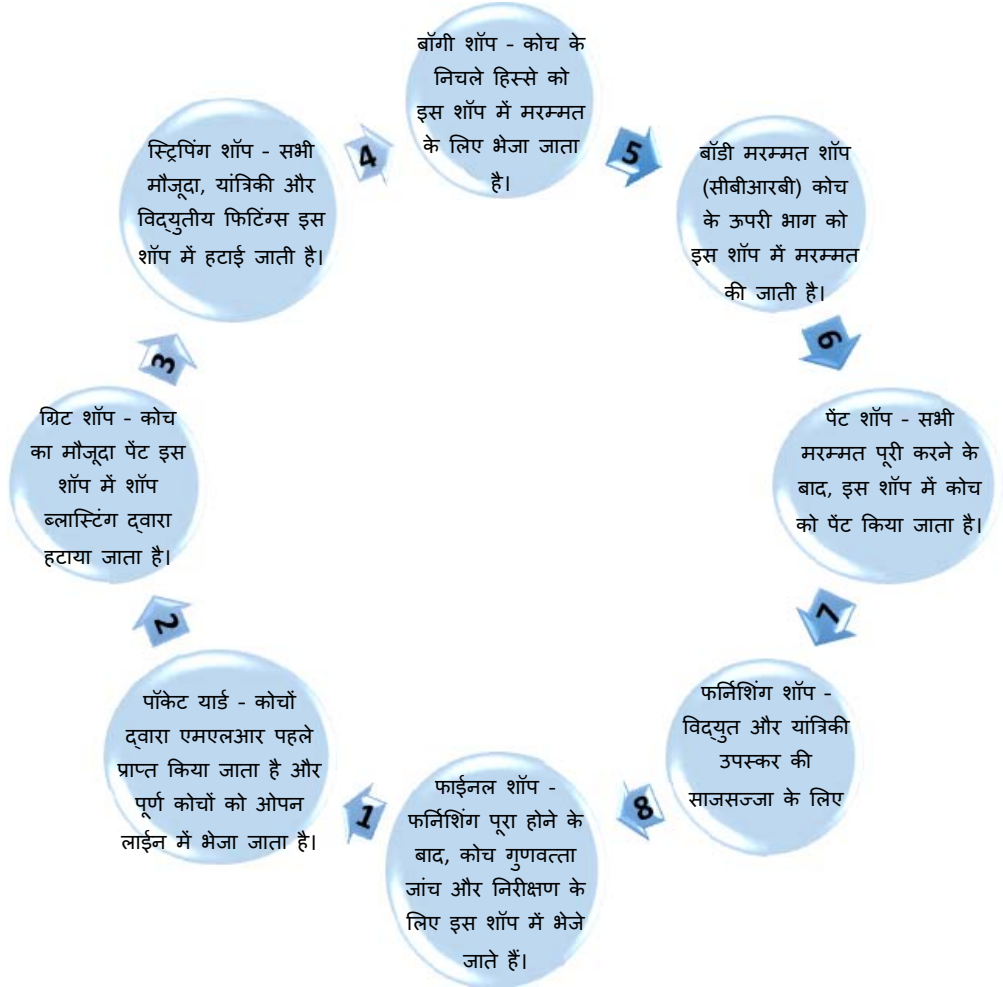 बॉगी शॉप - कोच के
निचले हिस्से को
इस शॉप में मरम्मत
के लिए भेजा जाता
है।
5
बॉडी मरम्मत शॉप
(सीबीआरबी) कोच
के ऊपरी भाग को
इस शॉप में मरम्मत
की जाती है।
6
पेंट शॉप - सभी
मरम्मत पूरी करने के
बाद, इस शॉप में कोच
को पेंट किया जाता है।
7
फर्निशिंग शॉप -
विद्युत और यांत्रिकी
उपस्कर की
साजसज्जा के लिए
8
फाईनल शॉप -
फर्निशिंग पूरा होने के
बाद, कोच गुणवत्ता
जांच और निरीक्षण के
लिए इस शॉप में भेजे
जाते हैं।
1
पॉकेट यार्ड - कोचों
द्वारा एमएलआर पहले
प्राप्त किया जाता है और
पूर्ण कोचों को ओपन
लाईन में भेजा जाता है।
2
ग्रिट शॉप - कोच
का मौजूदा पेंट इस
शॉप में शॉप
ब्लास्टिंग द्वारा
हटाया जाता है।
3
स्ट्रिपिंग शॉप - सभी
मौजूदा, यांत्रिकी और
विद्युतीय फिटिंग्स इस
शॉप में हटाई जाती है।
4